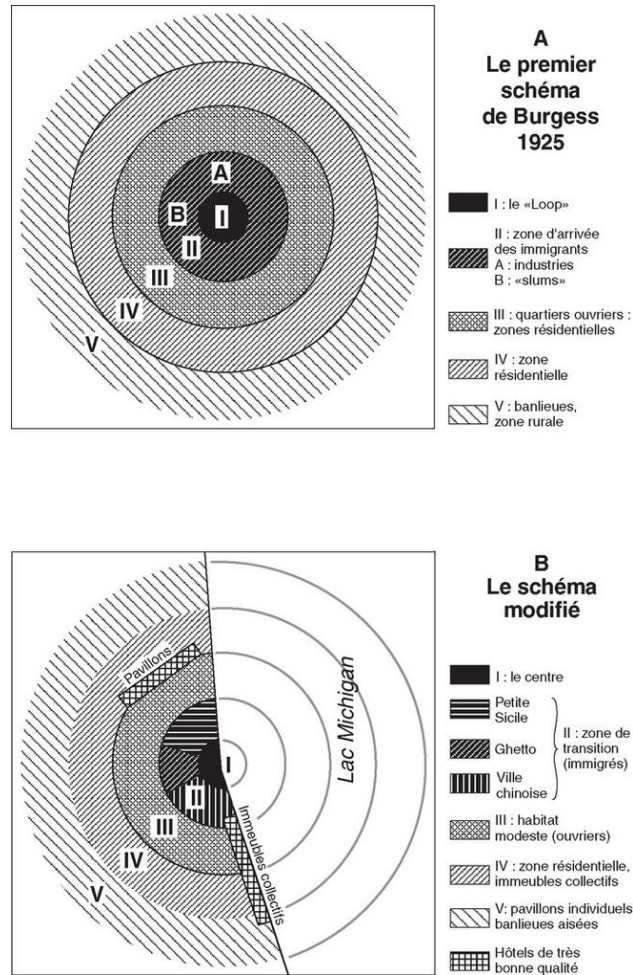 A
Le premier
schéma
de Burgess
1925
I : le «Loop»
II : zone d'arrivée
des immigrants
A : industries
B : «slums»
III : quartiers ouvriers :
zones résidentielles
IV : zone
résidentielle
V : banlieues,
zone rurale
A
B
I
II
III
IV
V
B
Le schéma
modifié
I : le centre
Petite
Sicile
Ghetto
Ville
chinoise
II : zone de
transition
(immigrés)
III : habitat
modeste (ouvriers)
IV : zone résidentielle,
immeubles collectifs
V: pavillons individuels
banlieues aisées
Hôtels de très
bonne qualité
Pavillons
Lac Michigan
I
II
III
IV
V
Immeubles collectifs